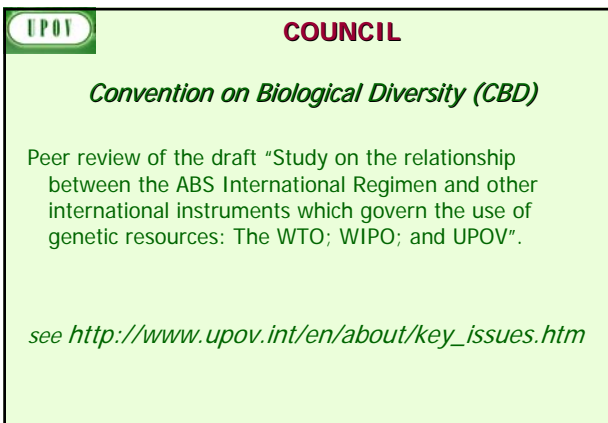 UPOV
COUNCIL
Convention on Biological Diversity (CBD)
Peer review of the draft “Study on the relationship
between the ABS International Regimen and other
international instruments which govern the use of
genetic resources: The WTO; WIPO; and UPOV”.
see http://www.upov.int/en/about/key_issues.htm